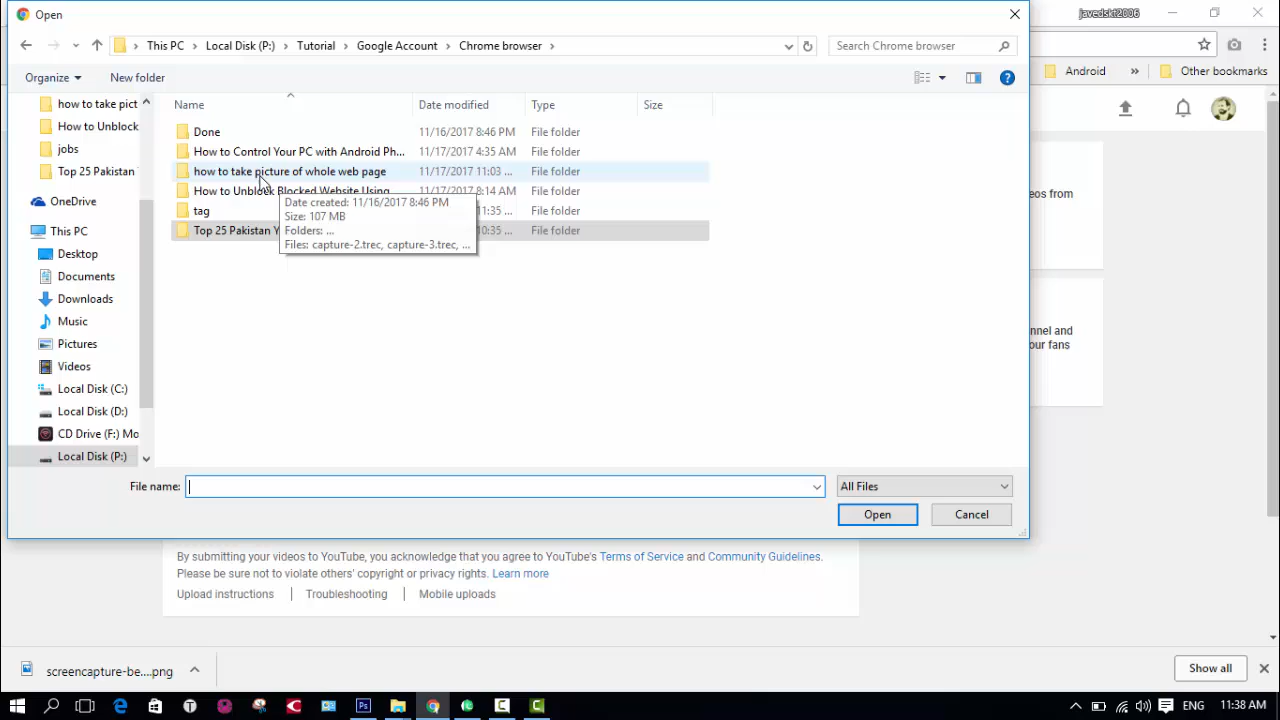 Open
javedskt2006
This PC Local Disk (P:) Tutorial Google Account Chrome browser
Search Chrome browser
Organize New folder
Android » Other bookmarks
Name Date modified Type Size
how to take pict
How to Unblock
jobs
Top 25 Pakistan
OneDrive
This PC
Desktop
Documents
Downloads
Music
Pictures
Videos
Local Disk (C:)
Local Disk (D:)
CD Drive (F:) Mo
Local Disk (P:)
Done 11/16/2017 8:46 PM File folder
How to Control Your PC with Android Ph... 11/17/2017 4:35 AM File folder
how to take picture of whole web page 11/17/2017 11:03 ... File folder
How to Unblock Blocked Website Using 11/17/2017 8:14 AM File folder
tag 11:35 ... File folder
Top 25 Pakistan Y 10:35 ... File folder
Date created: 11/16/2017 8:46 PM
Size: 107 MB
Folders: ...
Files: capture-2.trec, capture-3.trec, ...
eos from
nnel and
our fans
File name: All Files
Open Cancel
By submitting your videos to YouTube, you acknowledge that you agree to YouTube's Terms of Service and Community Guidelines.
Please be sure not to violate others' copyright or privacy rights. Learn more
Upload instructions | Troubleshooting | Mobile uploads
screencapture-be....png
Show all
ENG 11:38 AM